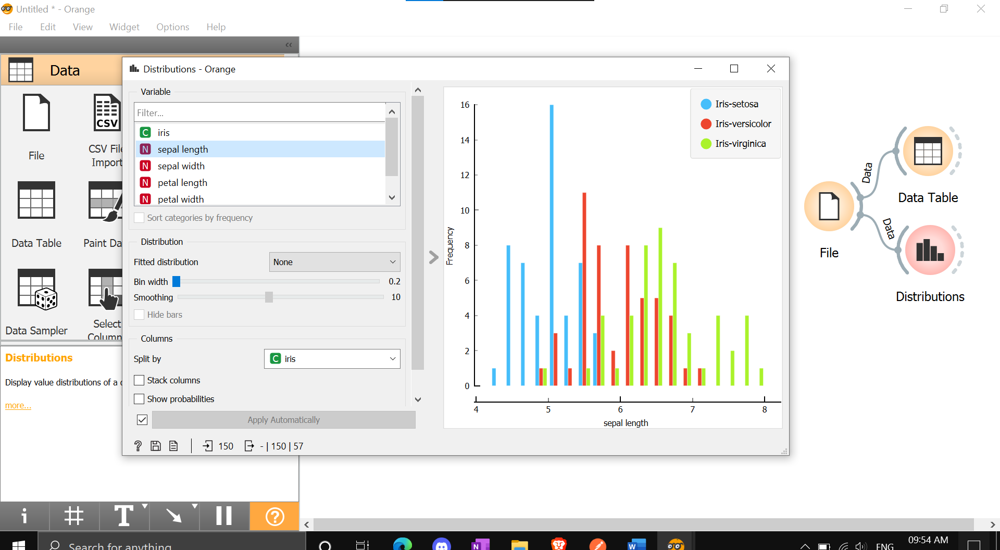 Untitled * - Orange
File Edit View Widget Options Help
Data
File
CSV File
Import
Data Table
Paint Da
Data Sampler
Select
Column
Distributions
Display value distributions of a
more...
Distributions - Orange
Variable
Filter...
C iris
N sepal length
N sepal width
N petal length
N petal width
Sort categories by frequency
Distribution
Fitted distribution None
Bin width 0.2
Smoothing 10
Hide bars
Columns
Split by C iris
Stack columns
Show probabilities
Apply Automatically
? 150 - | 150 | 57
Iris-setosa
Iris-versicolor
Iris-virginica
Frequency
16
14
12
10
8
6
4
2
0
4 5 6 7 8
sepal length
Data
Data
Data Table
File
Distributions
Search for anything
ENG
09:54 AM